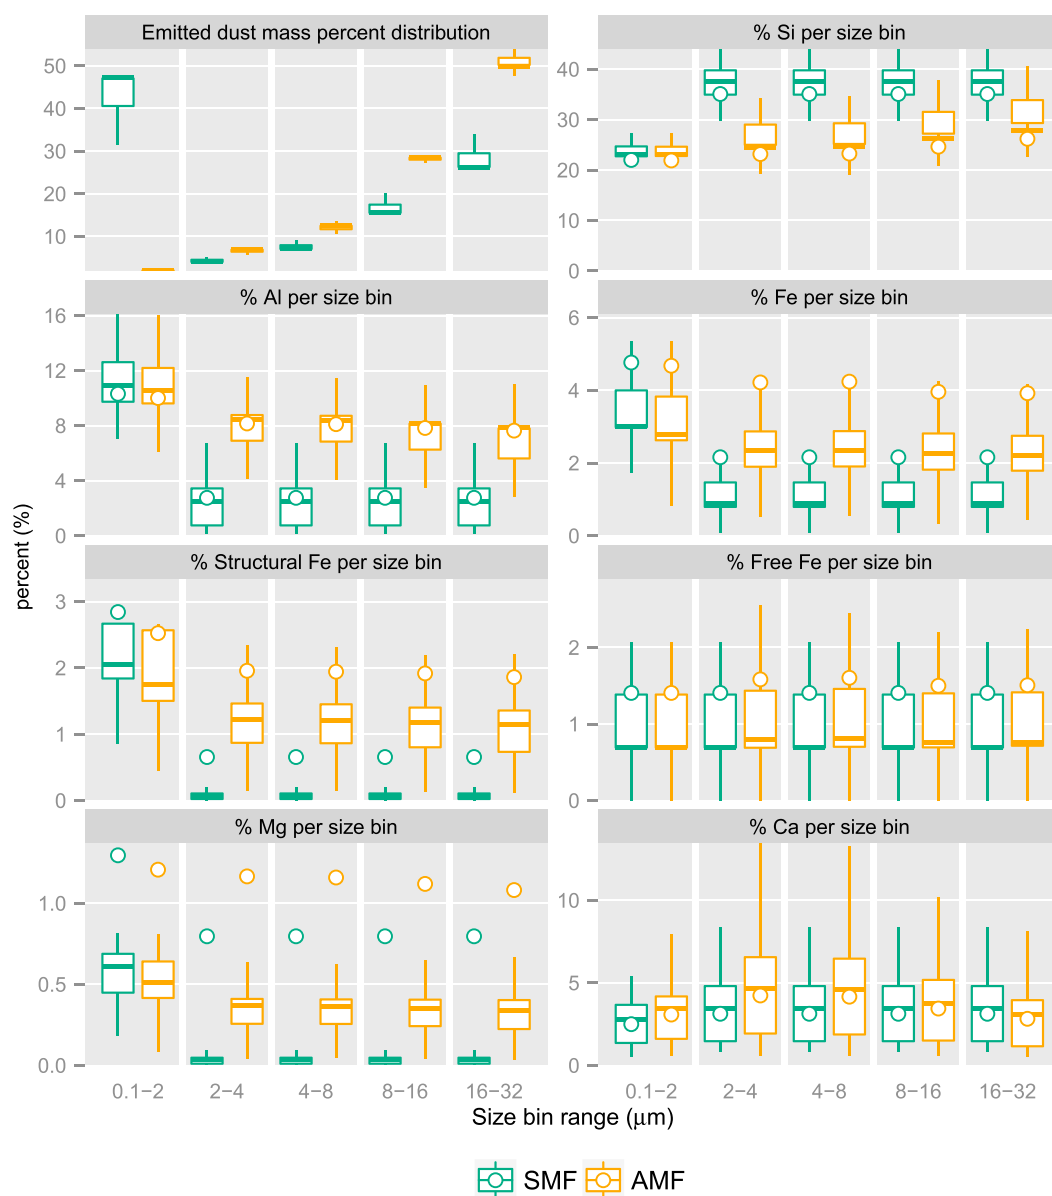 Emitted dust mass percent distribution
% Si per size bin
50
40
30
20
10
40
30
20
10
0
% Al per size bin
% Fe per size bin
16
12
8
4
0
6
4
2
0
percent (%)
% Structural Fe per size bin
% Free Fe per size bin
3
2
1
0
2
1
0
% Mg per size bin
% Ca per size bin
1.0
0.5
0.0
10
5
0
0.1−2 2−4 4−8 8−16 16−32
0.1−2 2−4 4−8 8−16 16−32
Size bin range (μm)
SMF AMF